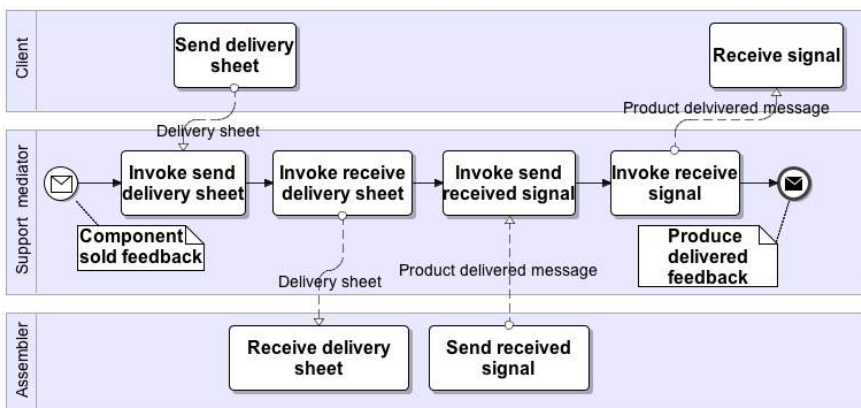 Client
Send delivery
sheet
Receive signal
Delivery sheet
Product delvivered message
Support mediator
Invoke send
delivery sheet
Invoke receive
delivery sheet
Invoke send
received signal
Invoke receive
signal
Component
sold feedback
Produce
delivered
feedback
Delivery sheet
Product delivered message
Assembler
Receive delivery
sheet
Send received
signal